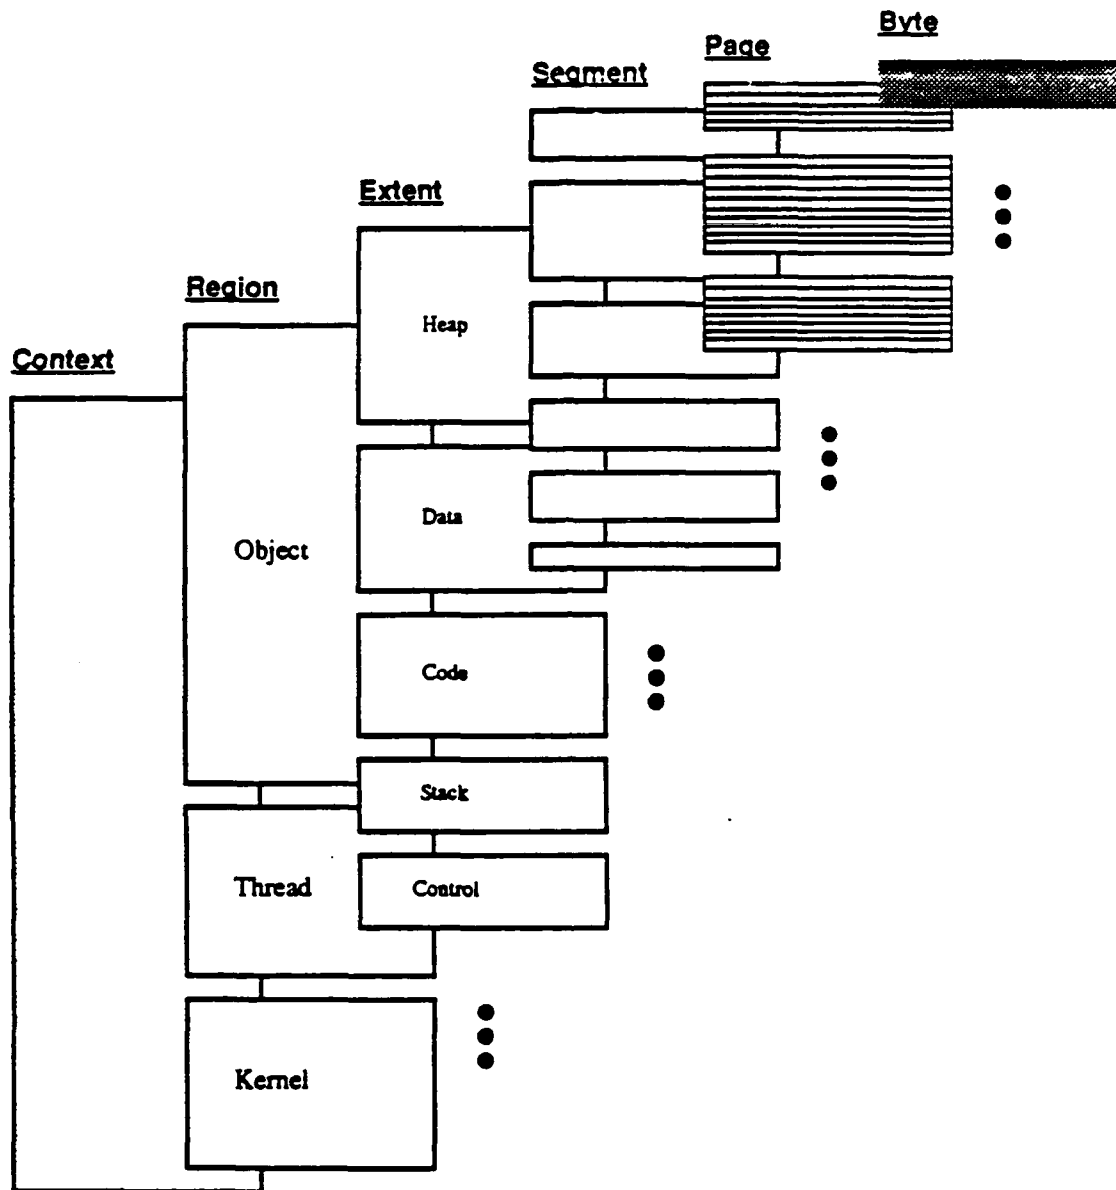 Byte
Page
Segment
Extent
Region
Heap
Context
Data
Object
Code
Stack
Thread
Control
Kernel